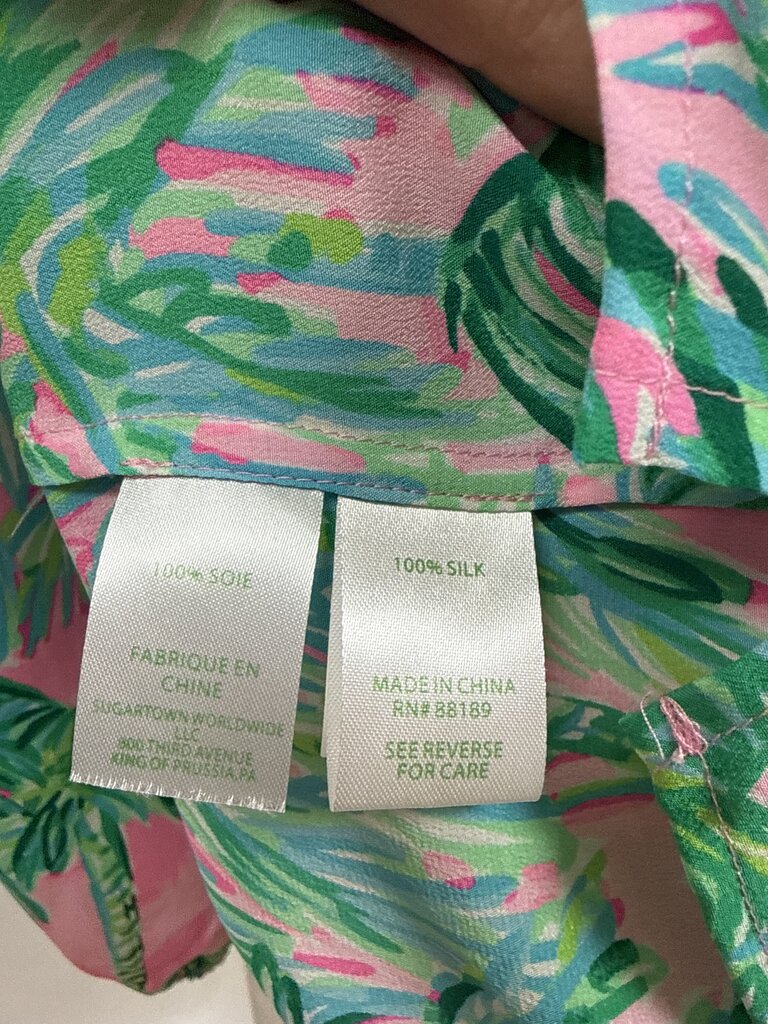 100% SOIE
FABRIQUE EN
CHINE
SUGARTOWN WORLDWIDE
LLC
800 THIRD AVENUE
KING OF PRUSSIA, PA
100% SILK
MADE IN CHINA
RN# 88189
SEE REVERSE
FOR CARE